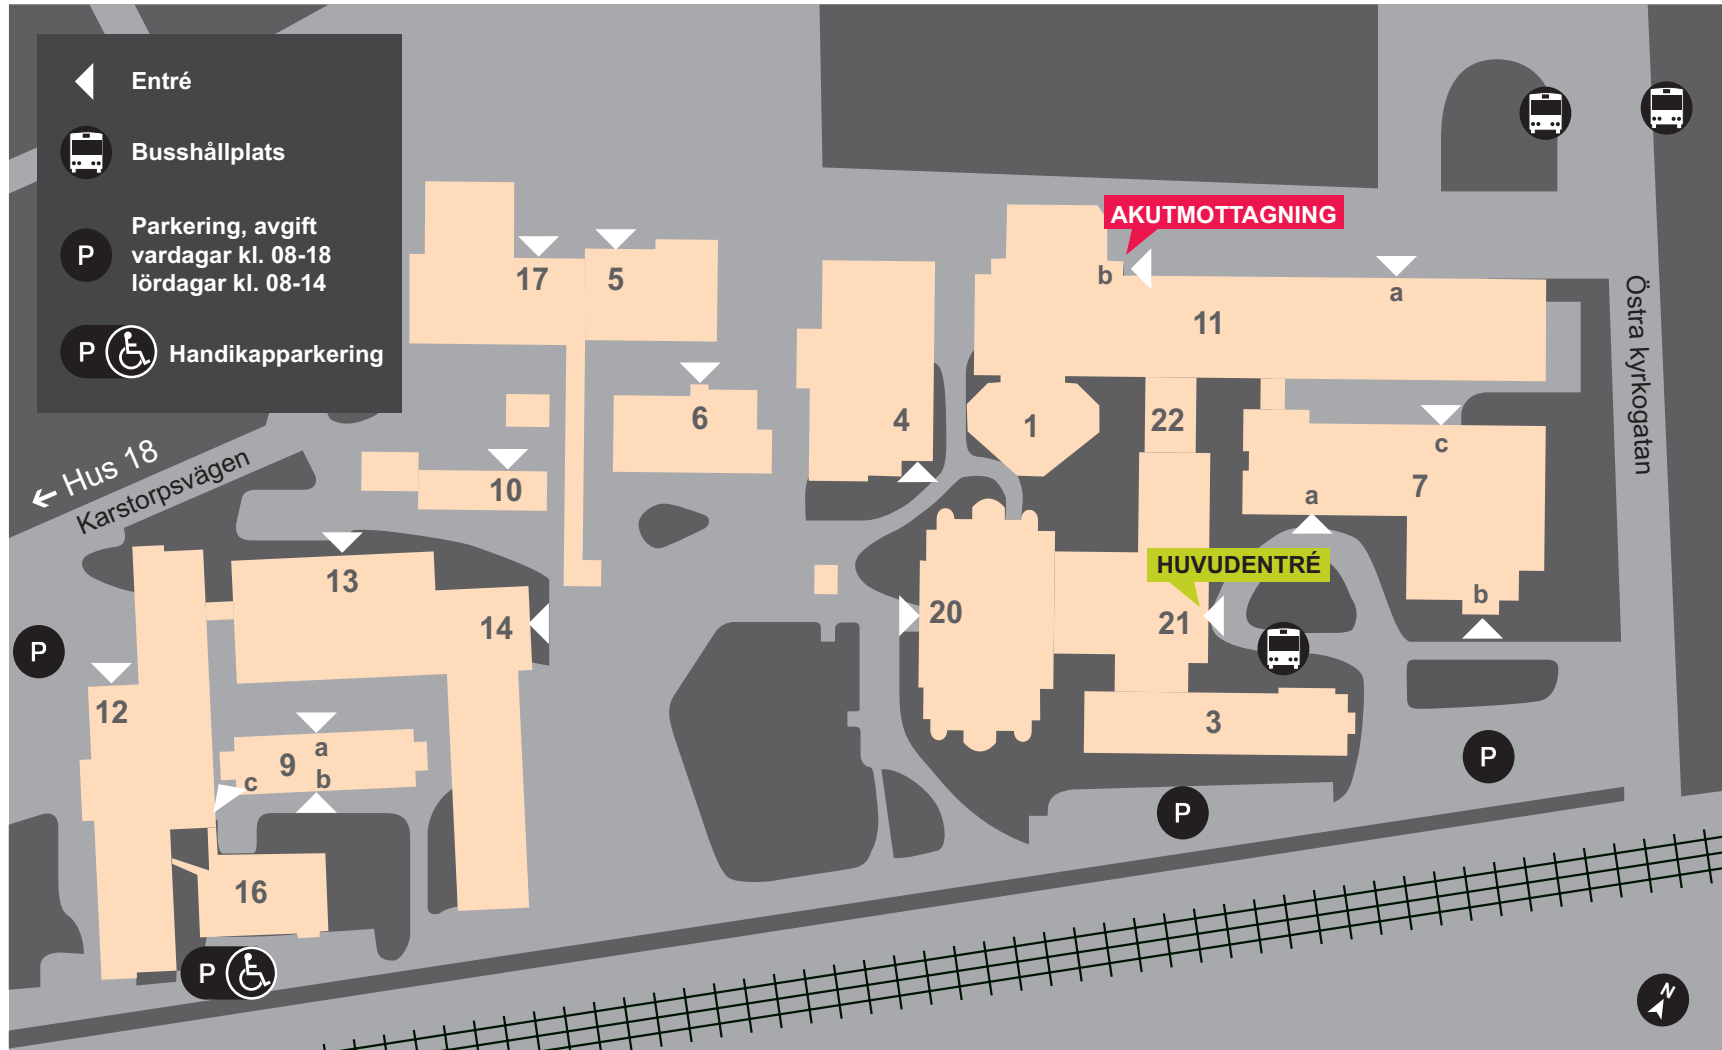 Entré
Busshållplats
P
Parkering, avgift
vardagar kl. 08-18
lördagar kl. 08-14
P
Handikapparkering
AKUTMOTTAGNING
17
5
b
a
11
Östra kyrkogatan
6
4
1
22
c
← Hus 18
Karstorpsvägen
10
7
a
13
HUVUDENTRÉ
b
14
20
21
P
12
3
a
9
b
c
P
P
16
P
N